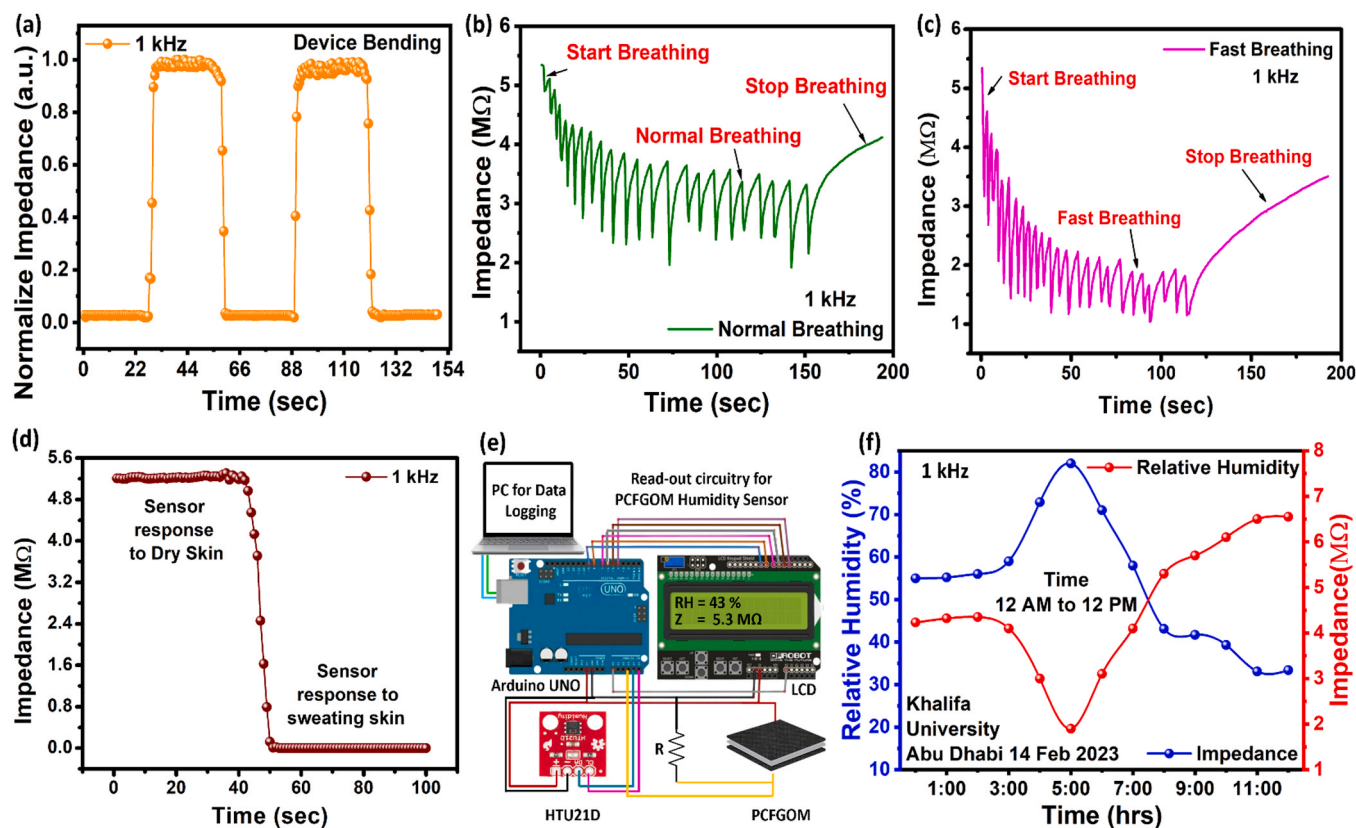 (a)
1 kHz
Device Bending
Normalize Impedance (a.u.)
1.0
0.8
0.6
0.4
0.2
0.0
0 22 44 66 88 110 132 154
Time (sec)
(b)
Start Breathing
Stop Breathing
Normal Breathing
1 kHz
Normal Breathing
Impedance (MΩ)
6
5
4
3
2
1
0 50 100 150 200
Time (sec)
(c)
Fast Breathing
1 kHz
Start Breathing
Stop Breathing
Fast Breathing
Impedance (MΩ)
6
5
4
3
2
1
0 50 100 150 200
Time (sec)
(d)
1 kHz
Sensor
response
to Dry Skin
Sensor
response to
sweating skin
Impedance (MΩ)
5.6
4.8
4.0
3.2
2.4
1.6
0.8
0.0
0 20 40 60 80 100
Time (sec)
(e)
PC for Data
Logging
Read-out circuitry for
PCFGOM Humidity Sensor
UNO
RH = 43 %
Z = 5.3 MΩ
Arduino UNO
LCD
Humidity
HTU21D
R
HTU21D
PCFGOM
(f)
1 kHz
Relative Humidity
Time
12 AM to 12 PM
Khalifa
University
Abu Dhabi 14 Feb 2023
Impedance
Relative Humidity (%)
80
70
60
50
40
30
20
10
Impedance(MΩ)
8
7
6
5
4
3
2
1
1:00 3:00 5:00 7:00 9:00 11:00
Time (hrs)